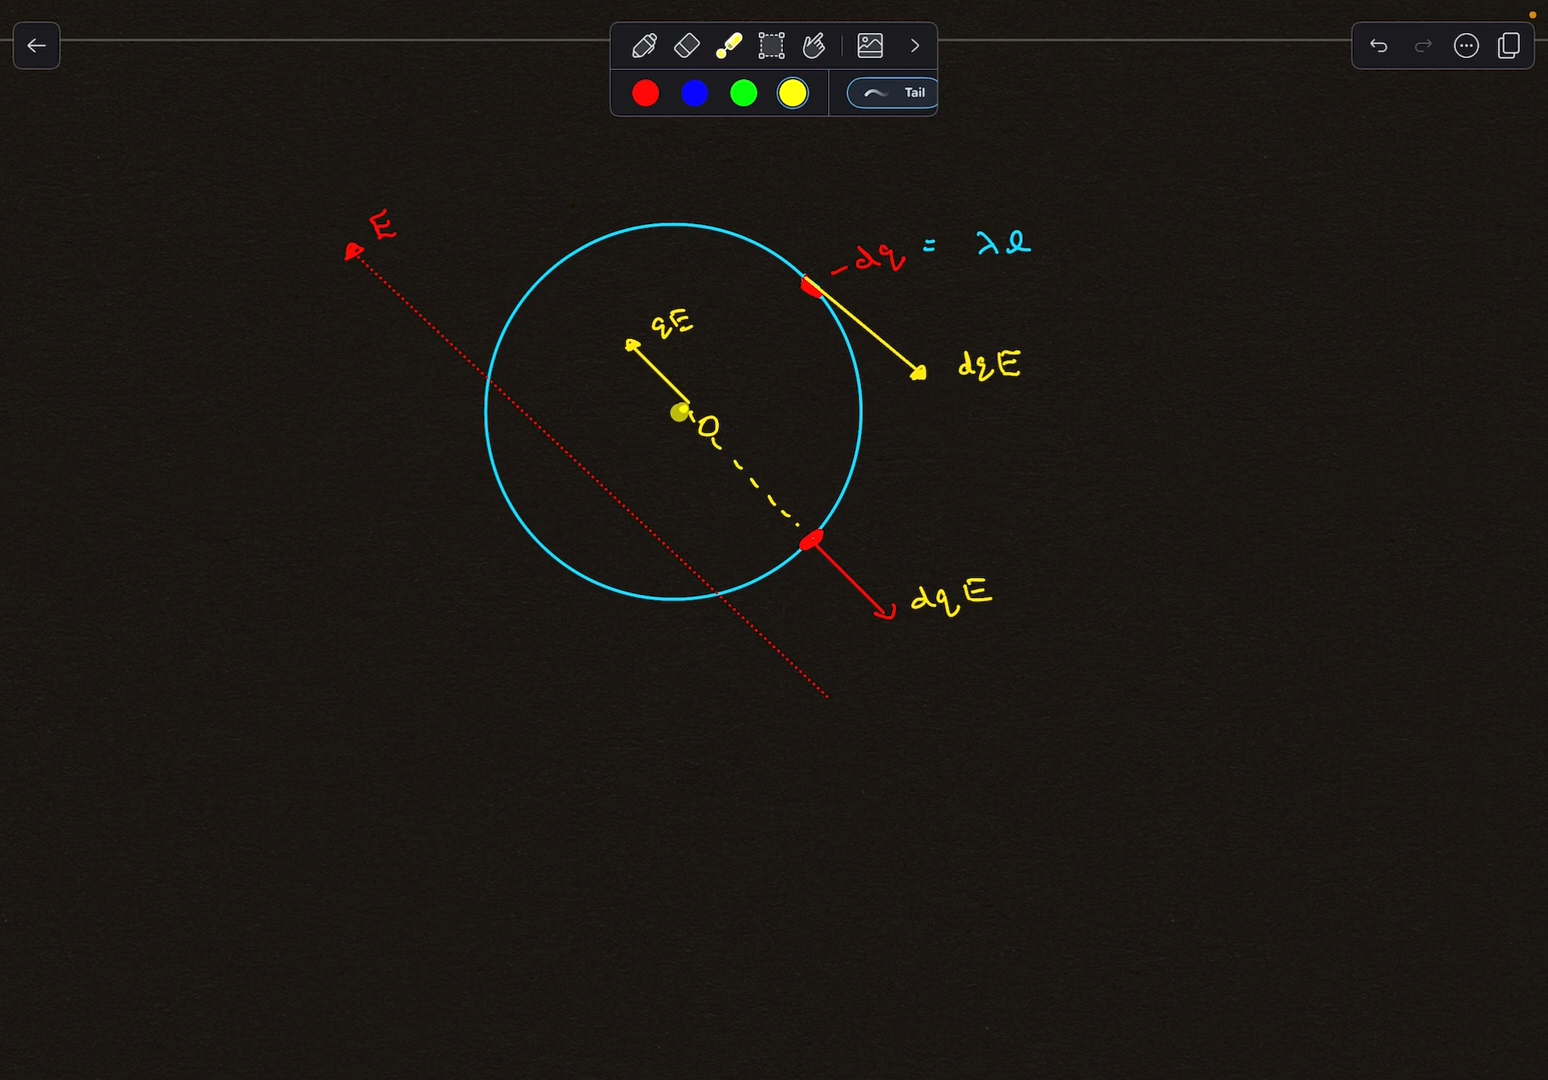 Tail
E
-dq = λl
qE
dqE
O
dqE